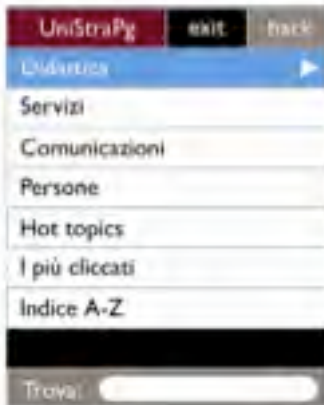 UniStraPg exit back
Didattica
Servizi
Comunicazioni
Persone
Hot topics
I più cliccati
Indice A-Z
Trova: